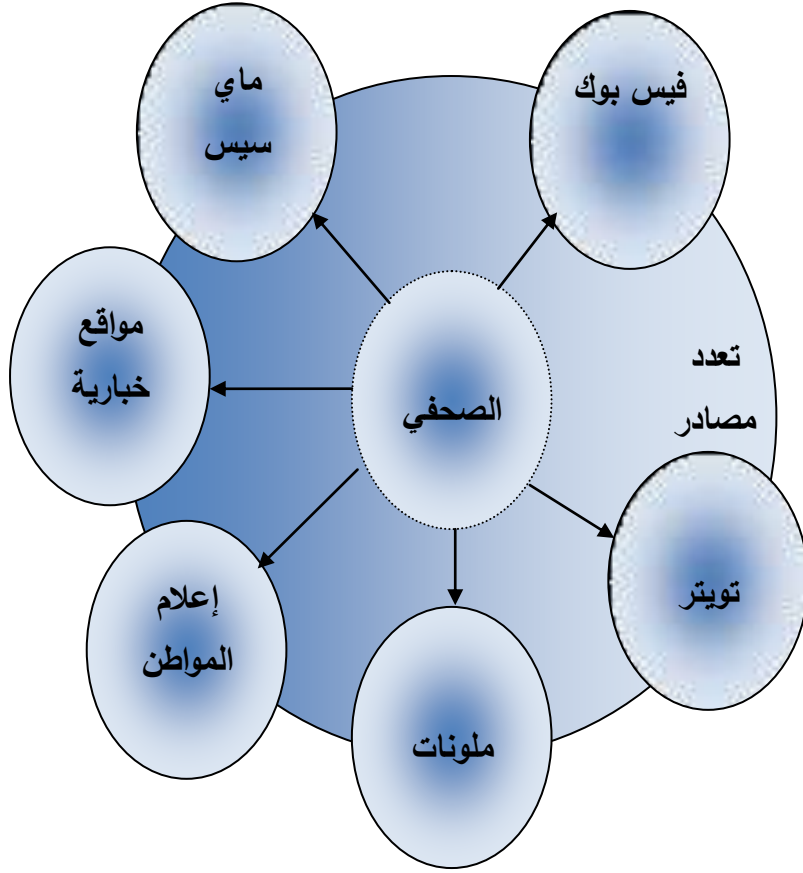 ماي
سيس
فيس بوك
مواقع
خبارية
الصحفي
تعدد
مصادر
إعلام
المواطن
ملونات
تويتر